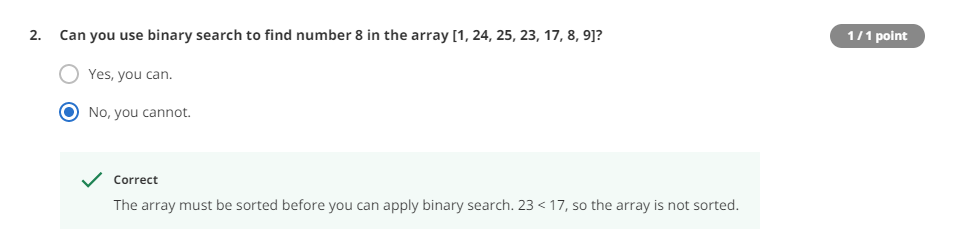 2. Can you use binary search to find number 8 in the array [1, 24, 25, 23, 17, 8, 9]?
1 / 1 point
Yes, you can.
No, you cannot.
Correct
The array must be sorted before you can apply binary search. 23 < 17, so the array is not sorted.